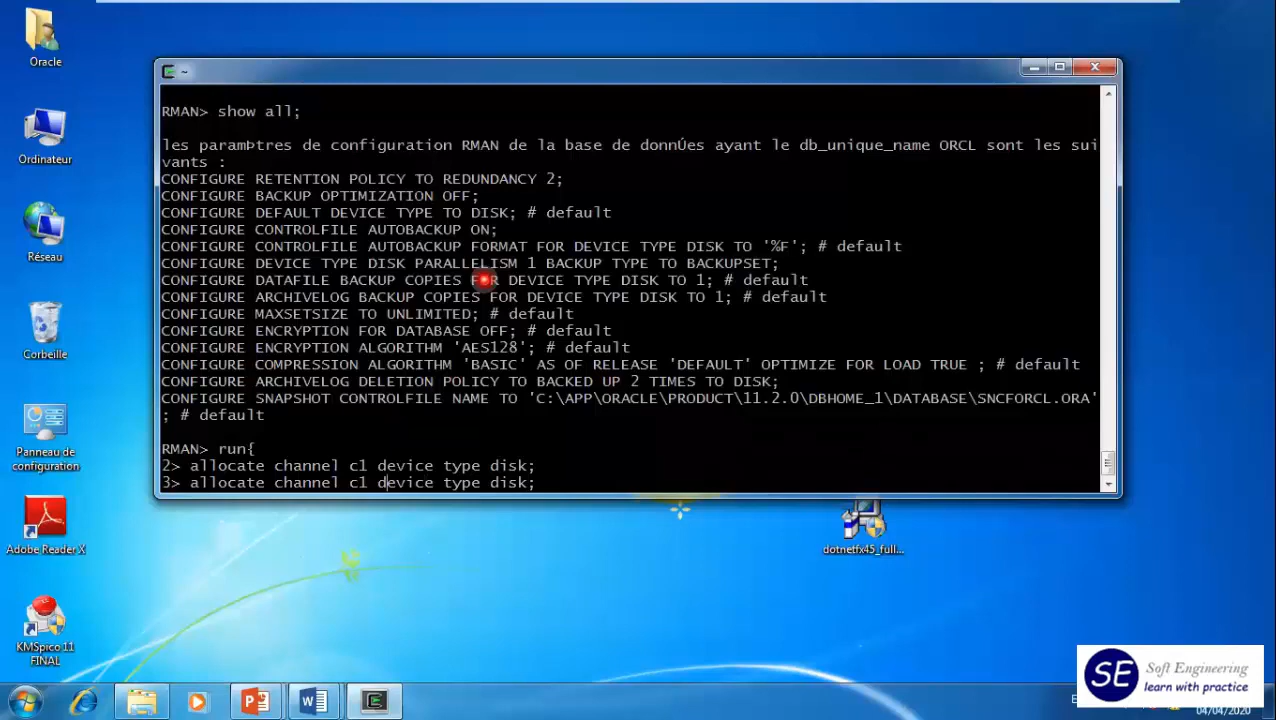 Oracle
Ordinateur
Réseau
Corbeille
Panneau de
configuration
Adobe Reader X
KMSpico 11
FINAL
~
RMAN> show all;
les paramÞtres de configuration RMAN de la base de donnÚes ayant le db_unique_name ORCL sont les sui
vants :
CONFIGURE RETENTION POLICY TO REDUNDANCY 2;
CONFIGURE BACKUP OPTIMIZATION OFF;
CONFIGURE DEFAULT DEVICE TYPE TO DISK; # default
CONFIGURE CONTROLFILE AUTOBACKUP ON;
CONFIGURE CONTROLFILE AUTOBACKUP FORMAT FOR DEVICE TYPE DISK TO '%F'; # default
CONFIGURE DEVICE TYPE DISK PARALLELISM 1 BACKUP TYPE TO BACKUPSET;
CONFIGURE DATAFILE BACKUP COPIES FOR DEVICE TYPE DISK TO 1; # default
CONFIGURE ARCHIVELOG BACKUP COPIES FOR DEVICE TYPE DISK TO 1; # default
CONFIGURE MAXSETSIZE TO UNLIMITED; # default
CONFIGURE ENCRYPTION FOR DATABASE OFF; # default
CONFIGURE ENCRYPTION ALGORITHM 'AES128'; # default
CONFIGURE COMPRESSION ALGORITHM 'BASIC' AS OF RELEASE 'DEFAULT' OPTIMIZE FOR LOAD TRUE ; # default
CONFIGURE ARCHIVELOG DELETION POLICY TO BACKED UP 2 TIMES TO DISK;
CONFIGURE SNAPSHOT CONTROLFILE NAME TO 'C:\APP\ORACLE\PRODUCT\11.2.0\DBHOME_1\DATABASE\SNCFORCL.ORA'
; # default
RMAN> run{
2> allocate channel c1 device type disk;
3> allocate channel c1 device type disk;
dotnetfx45_full...
SE
Soft Engineering
learn with practice
04/04/2020